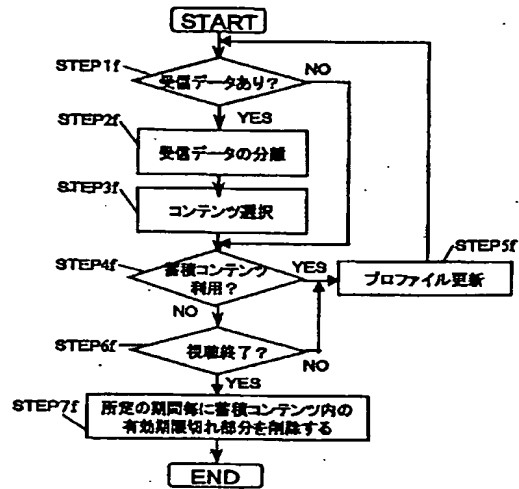 START
STEP1f
受信データあり?
NO
YES
STEP2f
受信データの分離
STEP3f
コンテンツ選択
STEP4f
蓄積コンテンツ
利用?
YES
STEP5f
プロファイル更新
NO
STEP6f
視聴終了?
NO
YES
STEP7f
所定の期間毎に蓄積コンテンツ内の
有効期限切れ部分を削除する
END